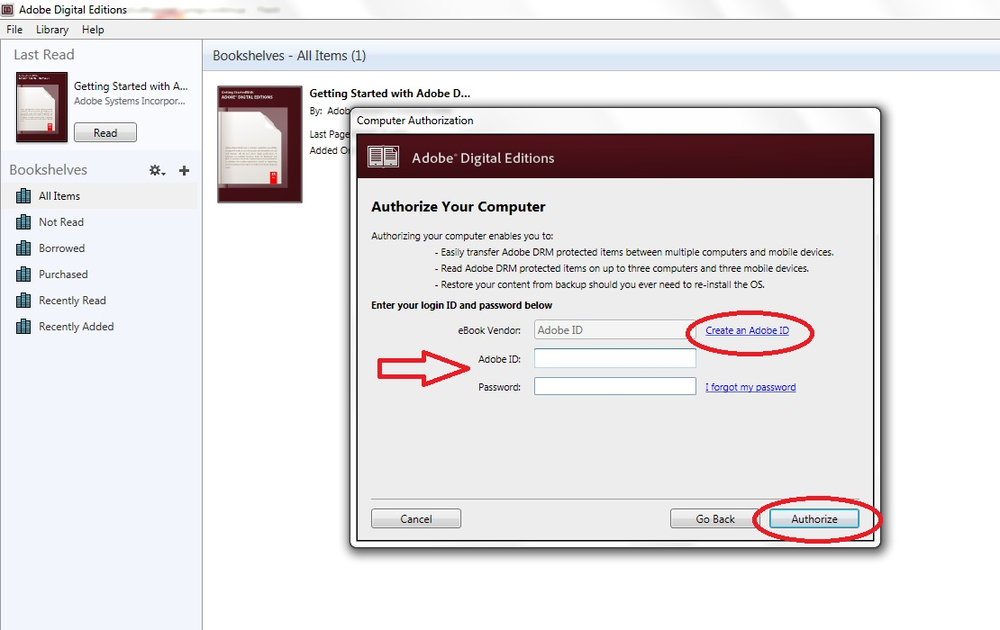 Adobe Digital Editions
File Library Help
Last Read
Getting Started with A...
Adobe Systems Incorpor...
Read
Bookshelves
All Items
Not Read
Borrowed
Purchased
Recently Read
Recently Added
Bookshelves - All Items (1)
ADOBE® DIGITAL EDITIONS
Getting Started with Adobe D...
By: Adob
Last Page
Added On
Computer Authorization
Adobe® Digital Editions
Authorize Your Computer
Authorizing your computer enables you to:
- Easily transfer Adobe DRM protected items between multiple computers and mobile devices.
- Read Adobe DRM protected items on up to three computers and three mobile devices.
- Restore your content from backup should you ever need to re-install the OS.
Enter your login ID and password below
eBook Vendor: Adobe ID Create an Adobe ID
Adobe ID:
Password: I forgot my password
Cancel Go Back Authorize